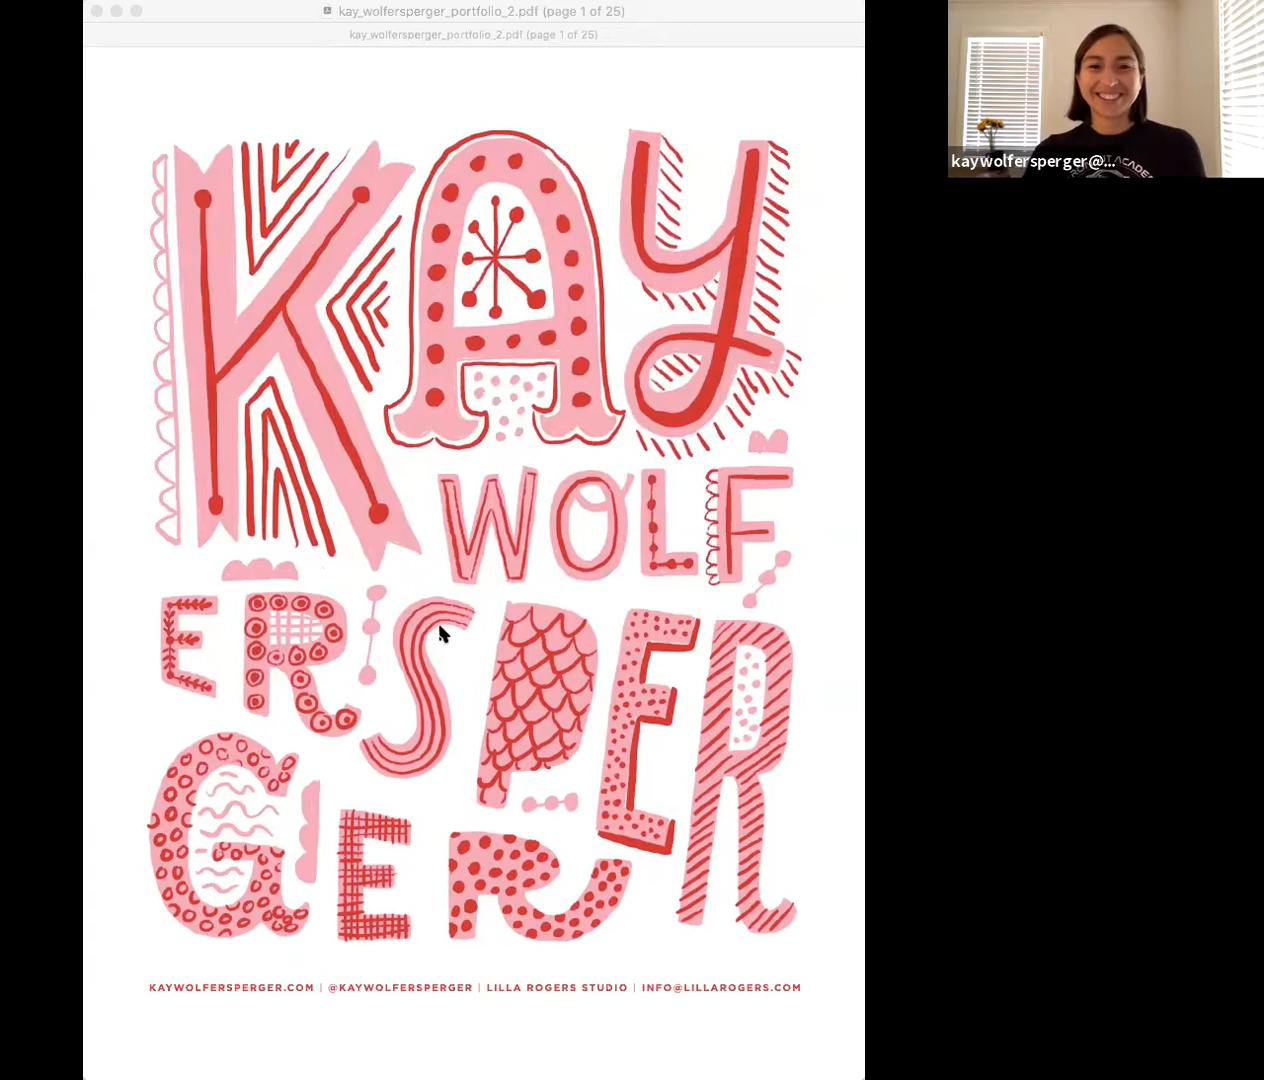 kay_wolfersperger_portfolio_2.pdf (page 1 of 25)
kay_wolfersperger_portfolio_2.pdf (page 1 of 25)
kaywolfersperger@...
KAY
WOLF
ERSPER
GER
KAYWOLFERSPERGER.COM | @KAYWOLFERSPERGER | LILLA ROGERS STUDIO | INFO@LILLAROGERS.COM